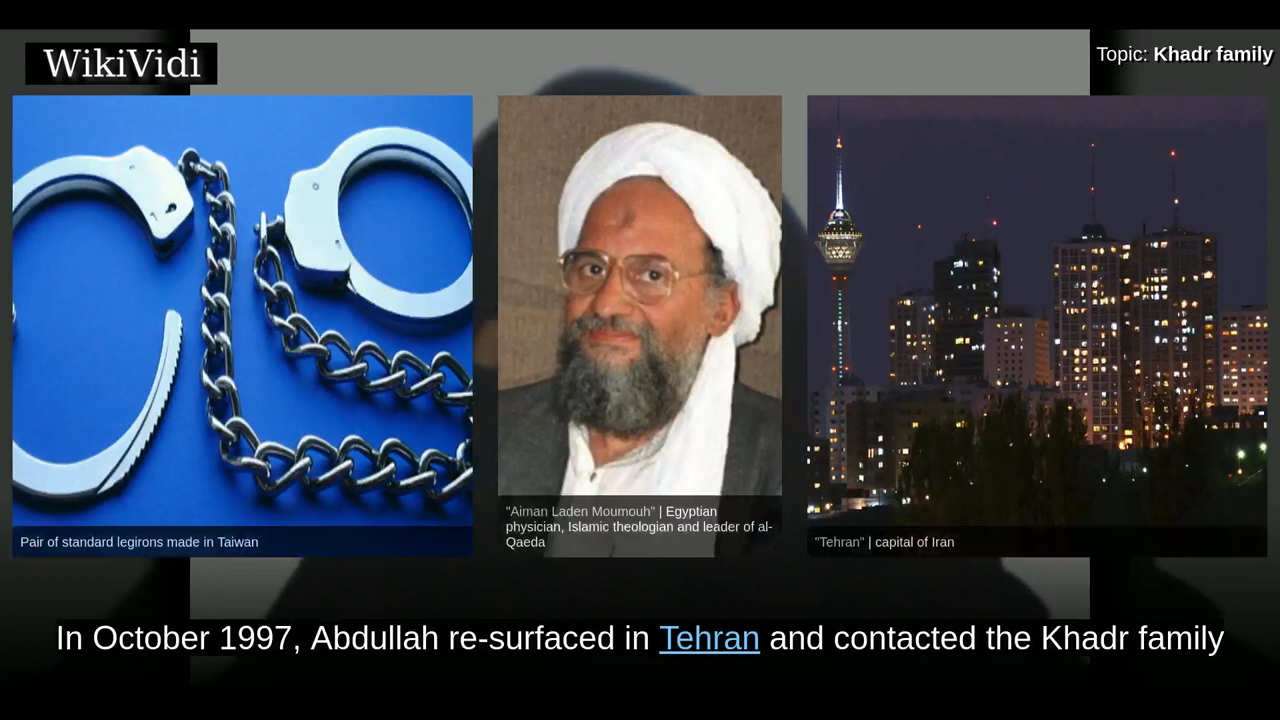 WikiVidi
Topic: Khadr family
Pair of standard legirons made in Taiwan
"Aiman Laden Moumouh" | Egyptian
physician, Islamic theologian and leader of al-
Qaeda
"Tehran" | capital of Iran
In October 1997, Abdullah re-surfaced in Tehran and contacted the Khadr family